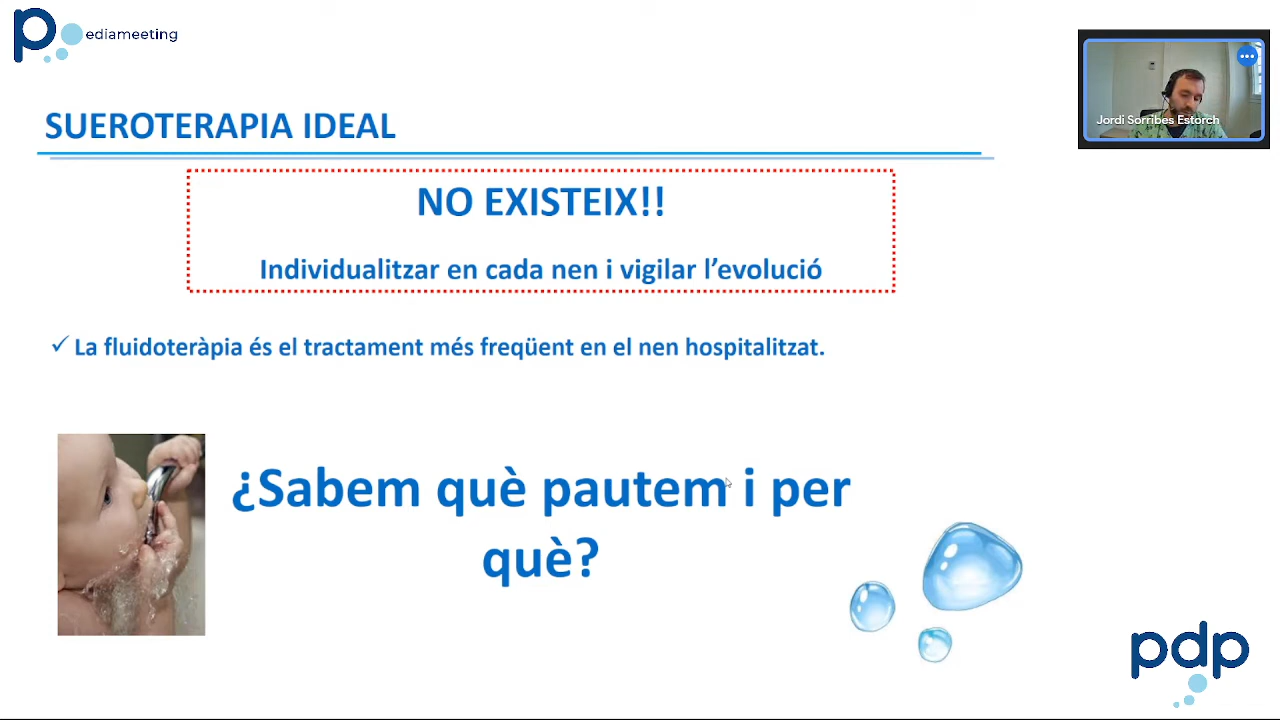 ediameeting
Jordi Sorribes Estorch
SUEROTERAPIA IDEAL
NO EXISTEIX!!
Individualitzar en cada nen i vigilar l’evolució
✓ La fluidoteràpia és el tractament més freqüent en el nen hospitalitzat.
¿Sabem què pautem i per
què?
pdp